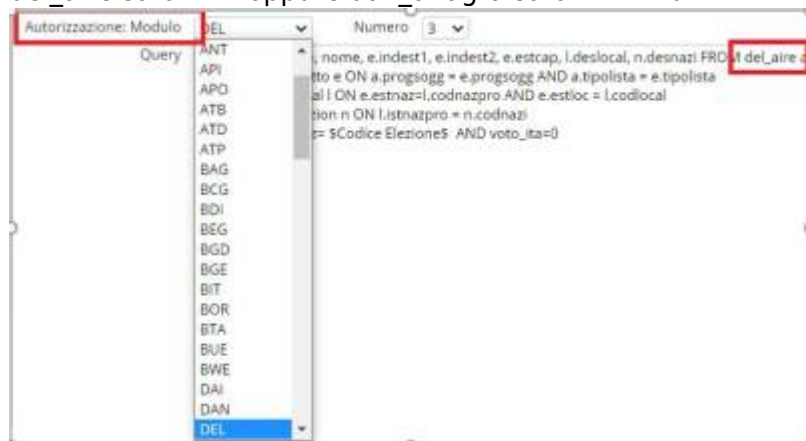 Autorizzazione: Modulo DEL Numero 3
Query
ANT
API
APO
ATB
ATD
ATP
BAG
BCG
BDI
BEG
BGD
BGE
BIT
BOR
BTA
BUE
BWE
DAI
DAN
DEL
, nome, e.indest1, e.indest2, e.estcap, l.deslocal, n.desnazi FROM del_aire a
tto e ON a.progsogg = e.progsogg AND a.tipolista = e.tipolista
al l ON e.estnaz=l.codnazpro AND e.estloc = l.codlocal
zion n ON l.istnazpro = n.codnazi
z= $Codice Elezione$ AND voto_ita=0